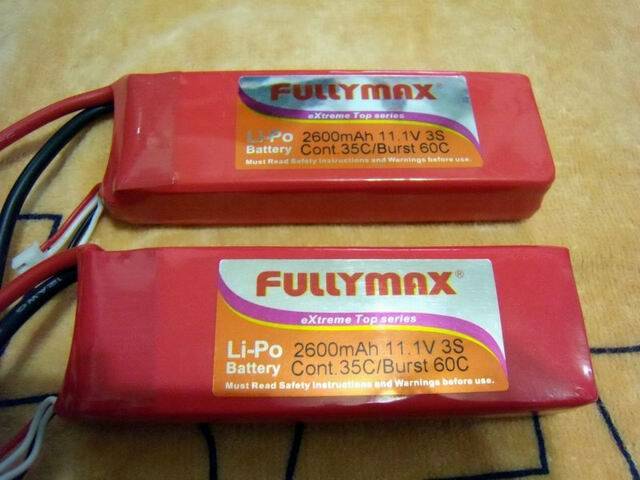 FULLYMAX
eXtreme Top series
Li-Po Battery 2600mAh 11.1V 3S
Cont.35C/Burst 60C
Must Read Safety Instructions and Warnings before use.
FULLYMAX®
eXtreme Top series
Li-Po Battery 2600mAh 11.1V 3S
Cont.35C/Burst 60C
Must Read Safety Instructions and Warnings before use.
12AWG